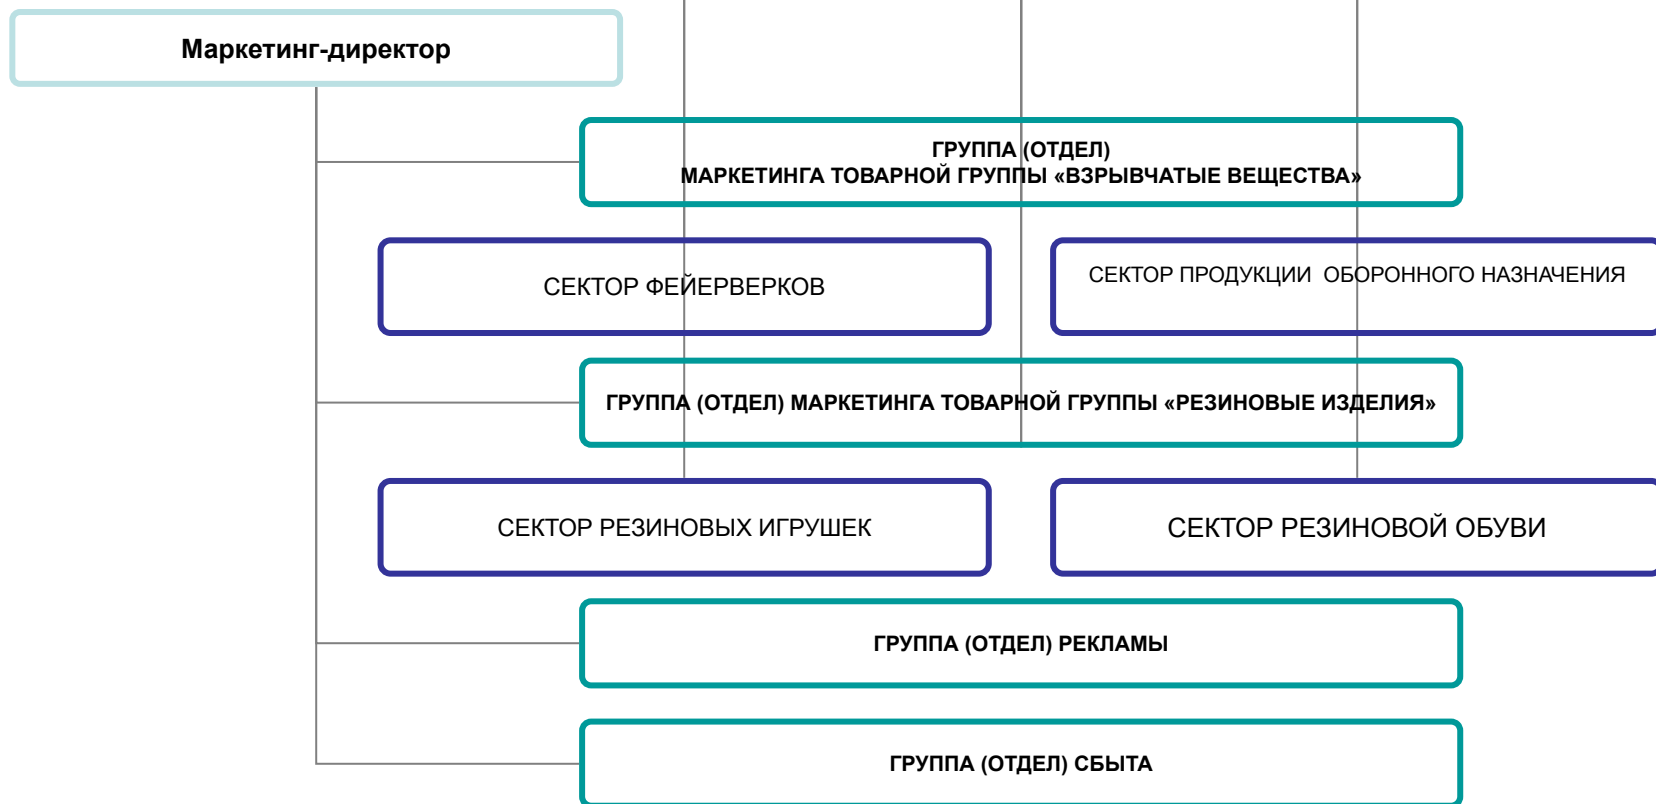 Маркетинг-директор
ГРУППА (ОТДЕЛ)
МАРКЕТИНГА ТОВАРНОЙ ГРУППЫ «ВЗРЫВЧАТЫЕ ВЕЩЕСТВА»
СЕКТОР ФЕЙЕРВЕРКОВ
СЕКТОР ПРОДУКЦИИ ОБОРОННОГО НАЗНАЧЕНИЯ
ГРУППА (ОТДЕЛ) МАРКЕТИНГА ТОВАРНОЙ ГРУППЫ «РЕЗИНОВЫЕ ИЗДЕЛИЯ»
СЕКТОР РЕЗИНОВЫХ ИГРУШЕК
СЕКТОР РЕЗИНОВОЙ ОБУВИ
ГРУППА (ОТДЕЛ) РЕКЛАМЫ
ГРУППА (ОТДЕЛ) СБЫТА